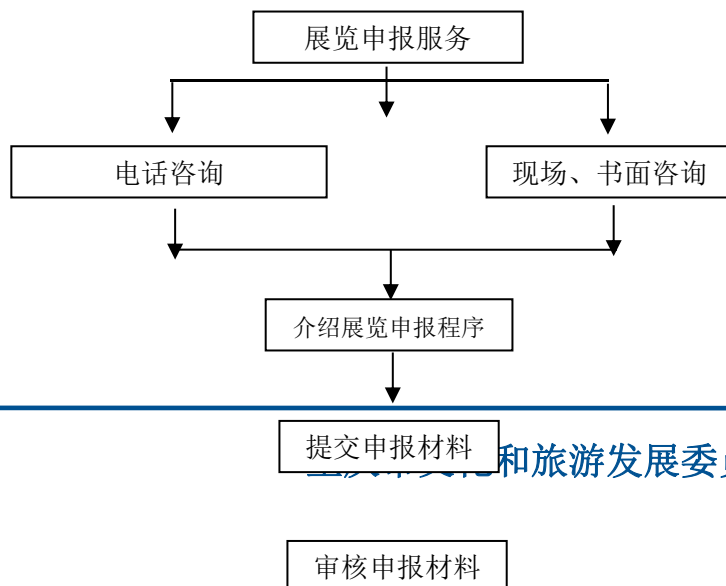 展览申报服务
电话咨询
现场、书面咨询
介绍展览申报程序
提交申报材料
和旅游发展委
审核申报材料